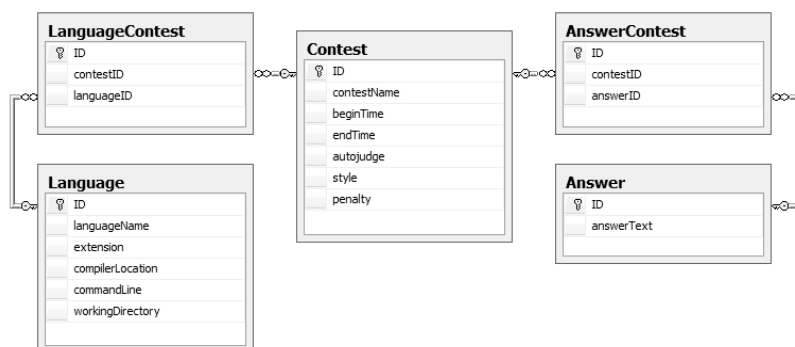 LanguageContest
ID
contestID
languageID
Language
ID
languageName
extension
compilerLocation
commandLine
workingDirectory
Contest
ID
contestName
beginTime
endTime
autojudge
style
penalty
AnswerContest
ID
contestID
answerID
Answer
ID
answerText